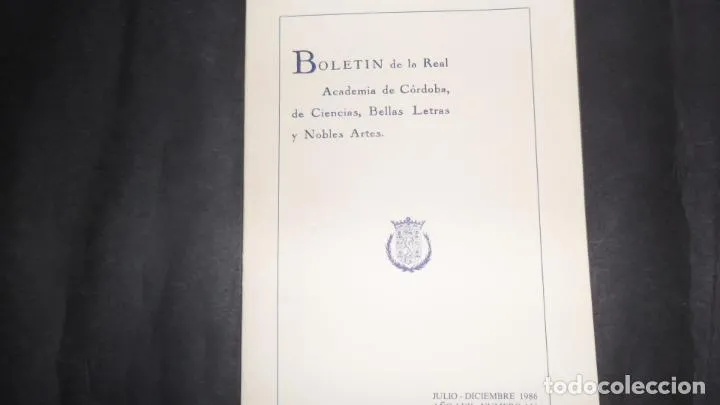 BOLETIN de la Real
Academia de Córdoba,
de Ciencias, Bellas Letras
y Nobles Artes.
JULIO - DICIEMBRE 1986
todocoleccion